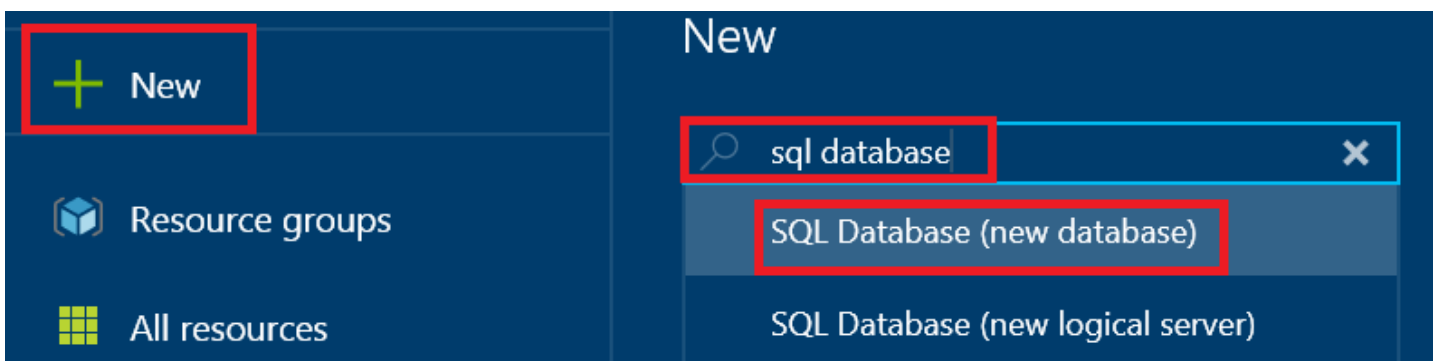 New
Resource groups
All resources
New
sql database
SQL Database (new database)
SQL Database (new logical server)